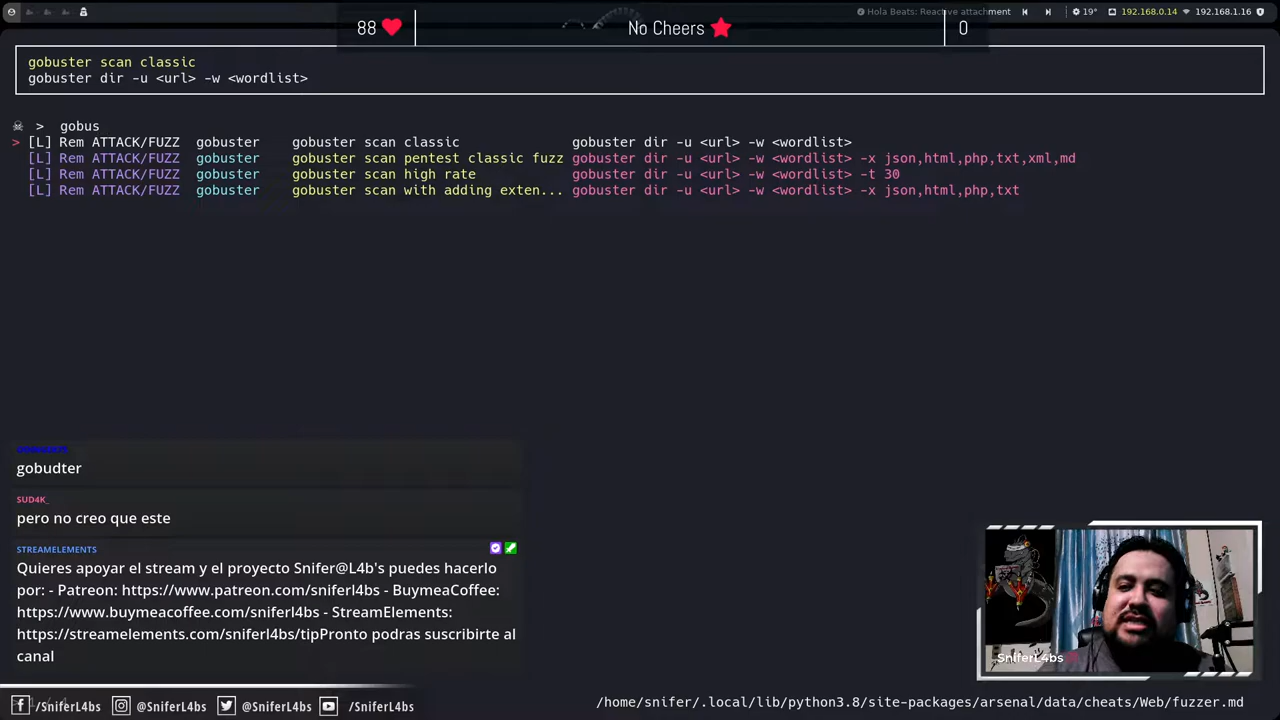 Hola Beats: Reactive attachment
19°
192.168.0.14
192.168.1.16
88
No Cheers
0
gobuster scan classic
gobuster dir -u <url> -w <wordlist>
> gobus
> [L] Rem ATTACK/FUZZ gobuster gobuster scan classic gobuster dir -u <url> -w <wordlist>
[L] Rem ATTACK/FUZZ gobuster gobuster scan pentest classic fuzz gobuster dir -u <url> -w <wordlist> -x json,html,php,txt,xml,md
[L] Rem ATTACK/FUZZ gobuster gobuster scan high rate gobuster dir -u <url> -w <wordlist> -t 30
[L] Rem ATTACK/FUZZ gobuster gobuster scan with adding exten... gobuster dir -u <url> -w <wordlist> -x json,html,php,txt
gobudter
SUD4K_
pero no creo que este
STREAMELEMENTS
Quieres apoyar el stream y el proyecto Snifer@L4b's puedes hacerlo
por: - Patreon: https://www.patreon.com/sniferl4bs - BuymeaCoffee:
https://www.buymeacoffee.com/sniferl4bs - StreamElements:
https://streamelements.com/sniferl4bs/tipPronto podras suscribirte al
canal
SniferL4bs
/SniferL4bs
@SniferL4bs
@SniferL4bs
/SniferL4bs
/home/snifer/.local/lib/python3.8/site-packages/arsenal/data/cheats/Web/fuzzer.md